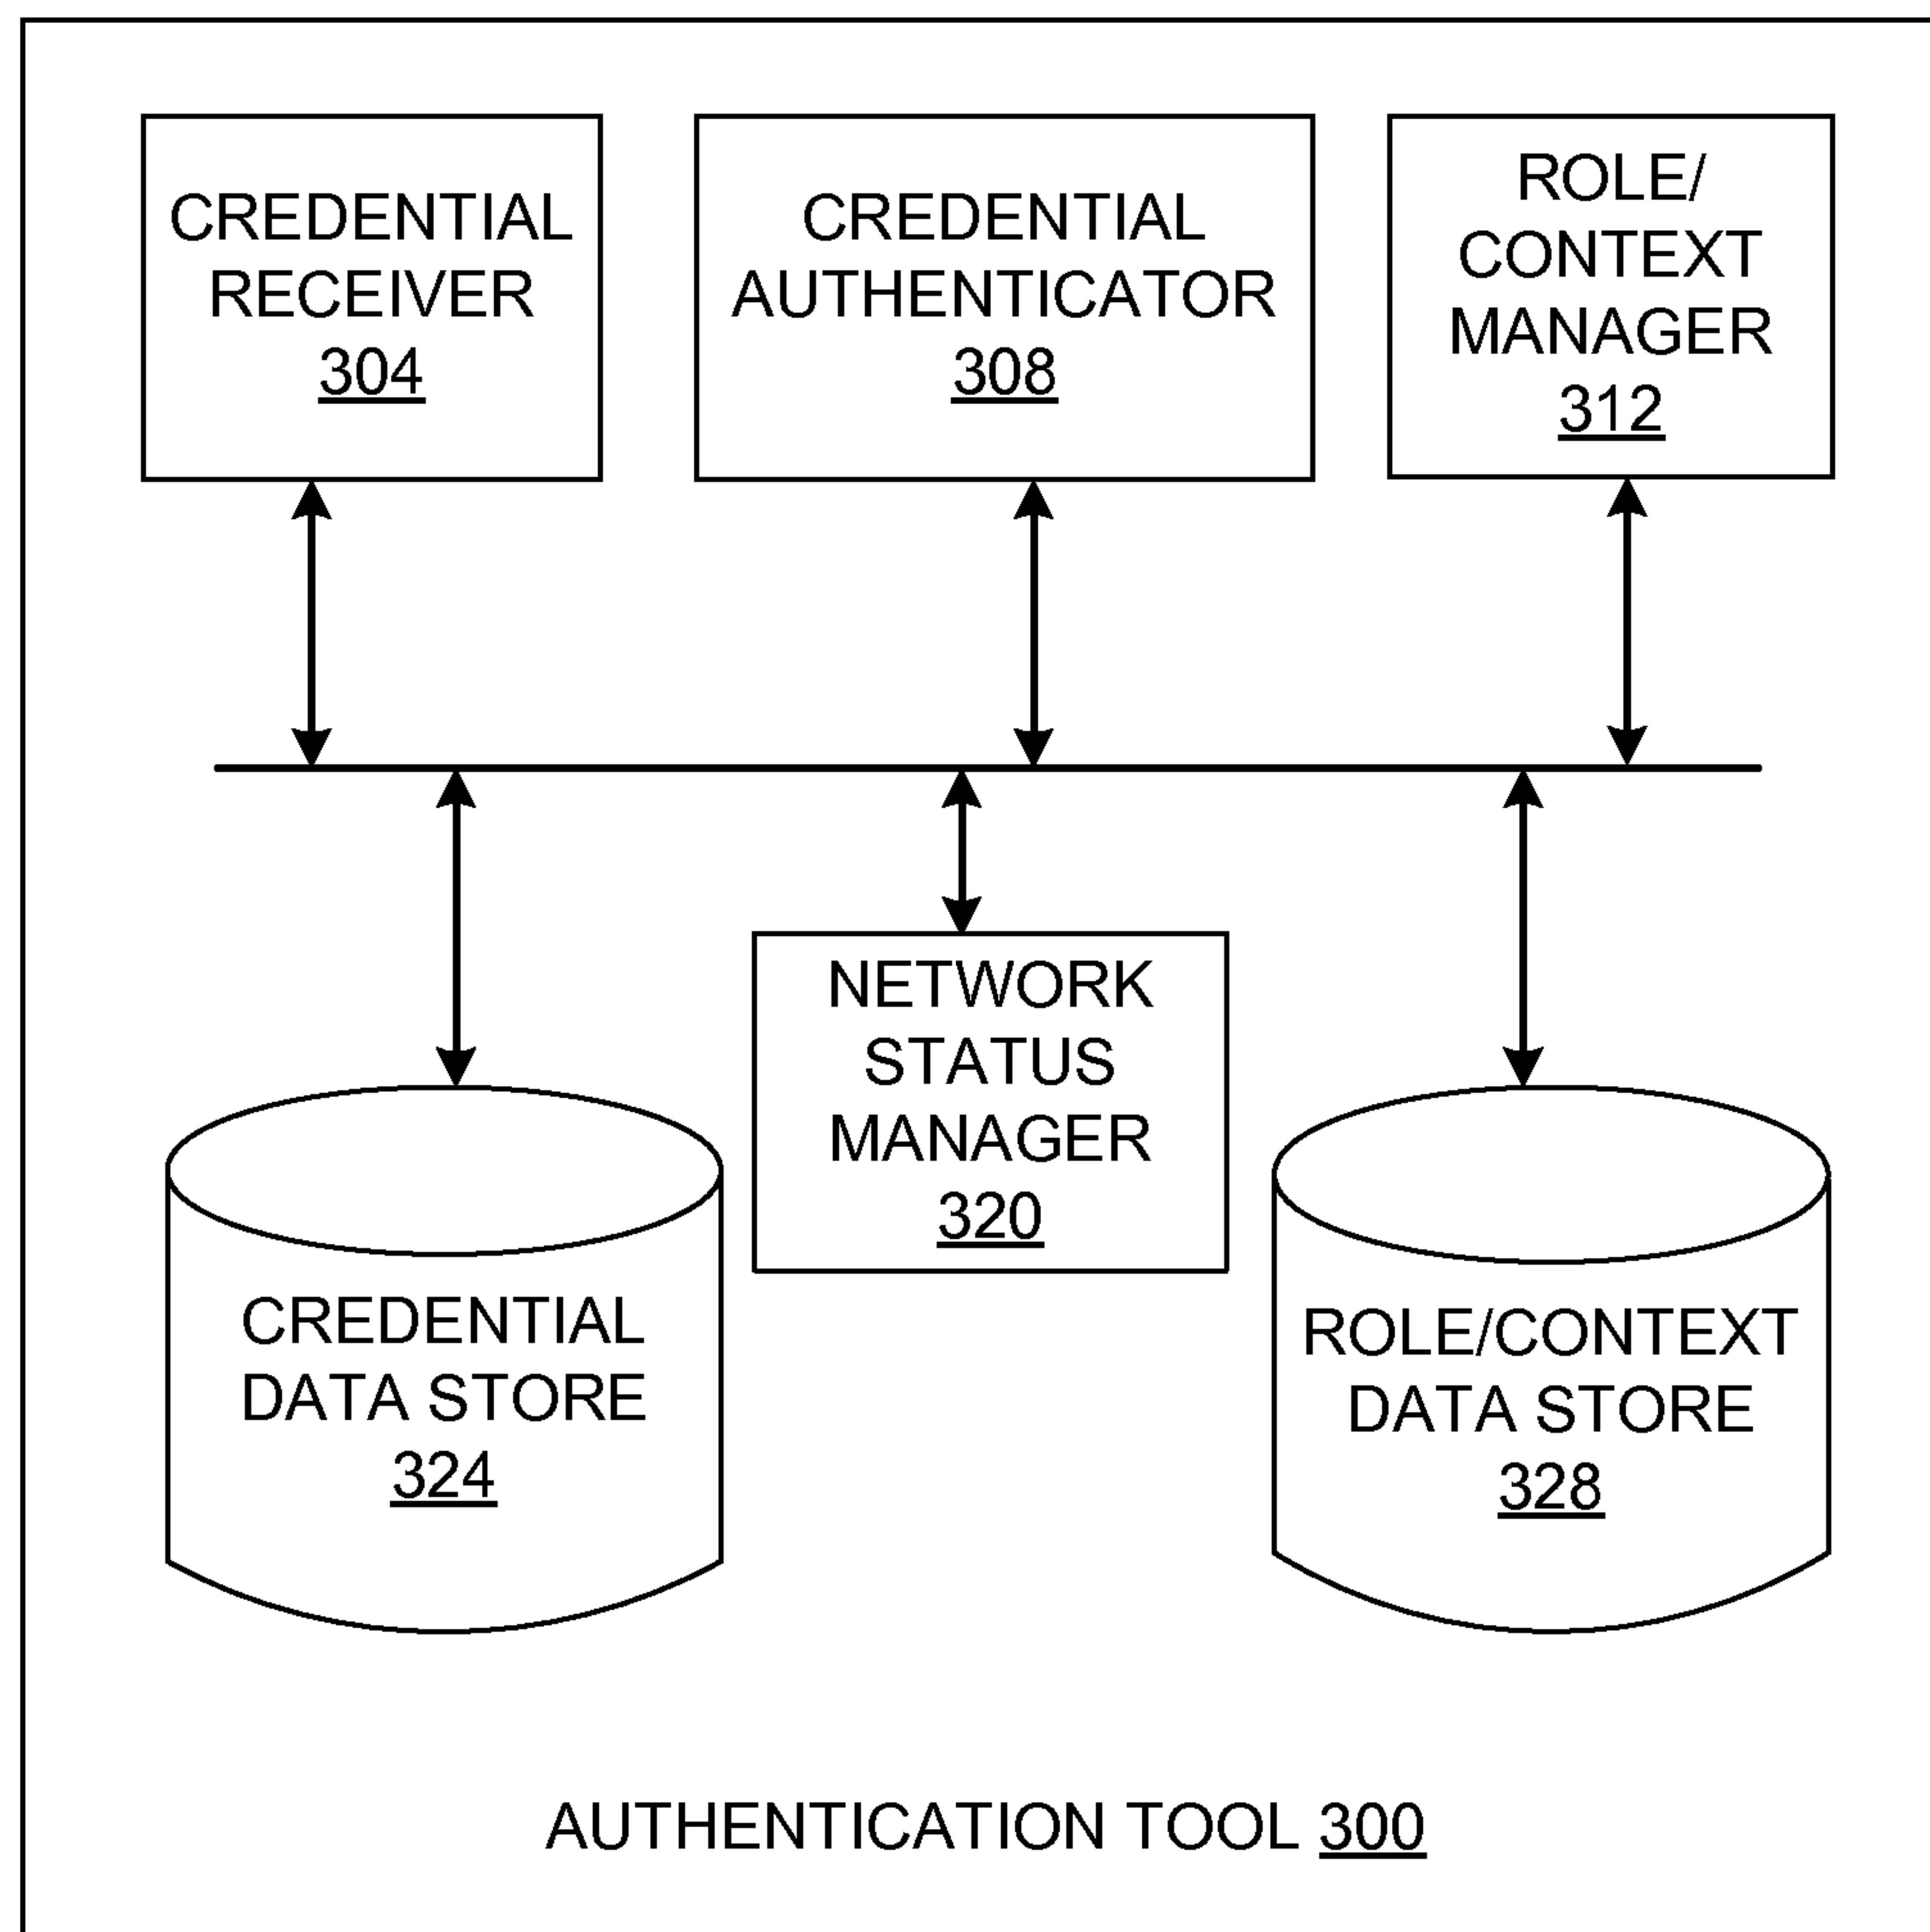 CREDENTIAL
RECEIVER
304
CREDENTIAL
AUTHENTICATOR
308
ROLE/
CONTEXT
MANAGER
312
NETWORK
STATUS
MANAGER
320
CREDENTIAL
DATA STORE
324
ROLE/CONTEXT
DATA STORE
328
AUTHENTICATION TOOL 300